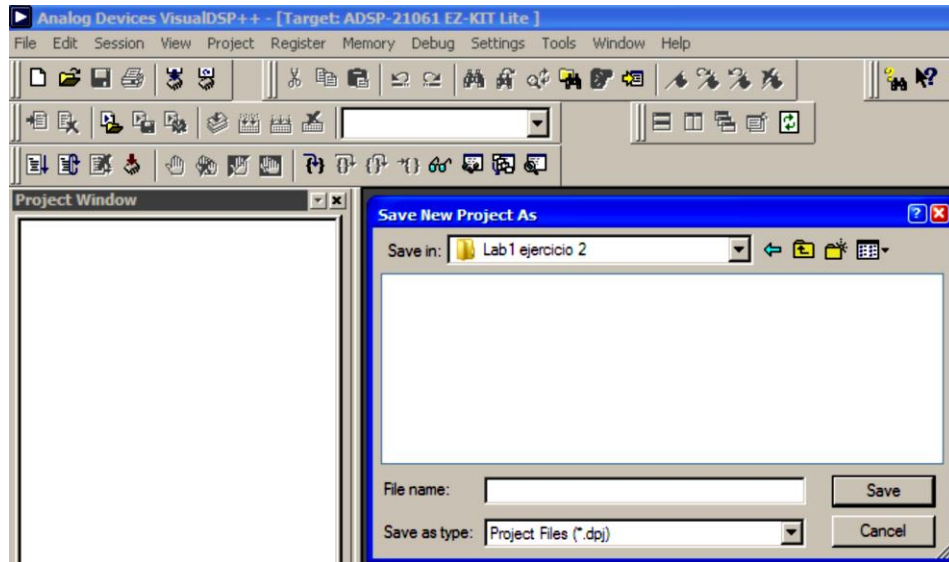 Analog Devices VisualDSP++ - [Target: ADSP-21061 EZ-KIT Lite ]
File Edit Session View Project Register Memory Debug Settings Tools Window Help
Project Window
Save New Project As
Save in: Lab1 ejercicio 2
File name:
Save
Save as type: Project Files (*.dpj)
Cancel